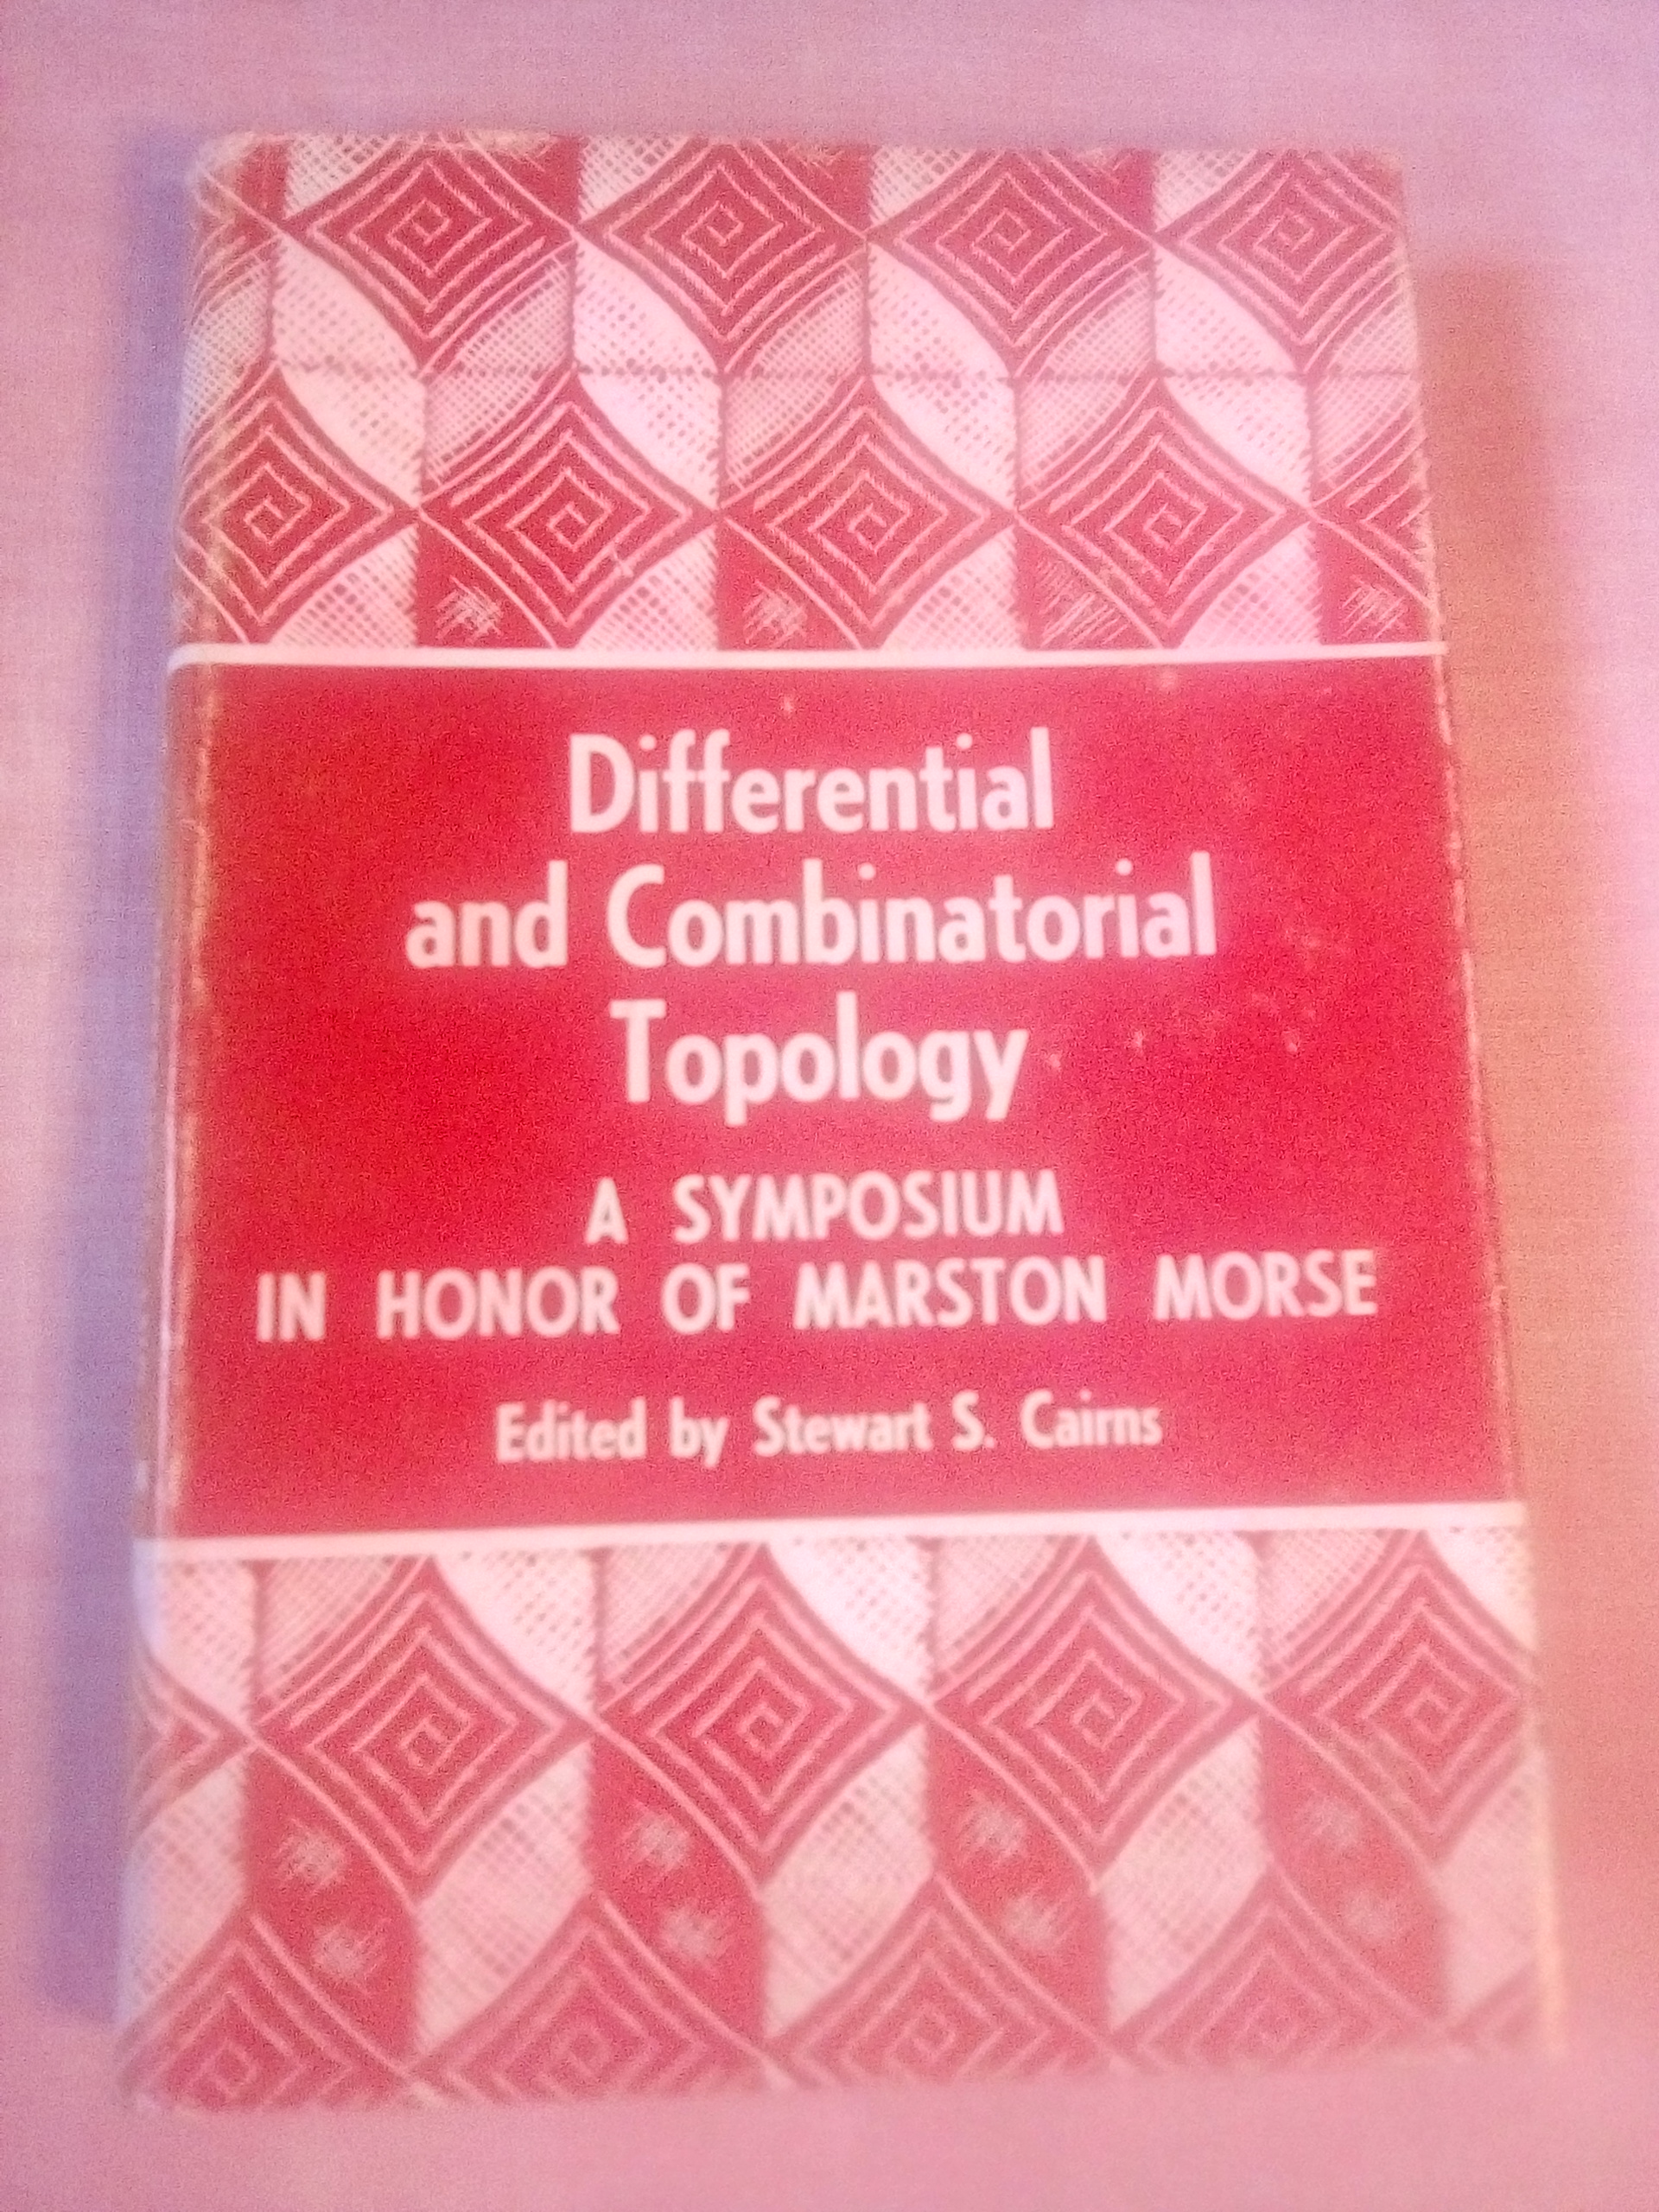 Differential
and Combinatorial
Topology
A SYMPOSIUM
IN HONOR OF MARSTON MORSE
Edited by Stewart S. Cairns